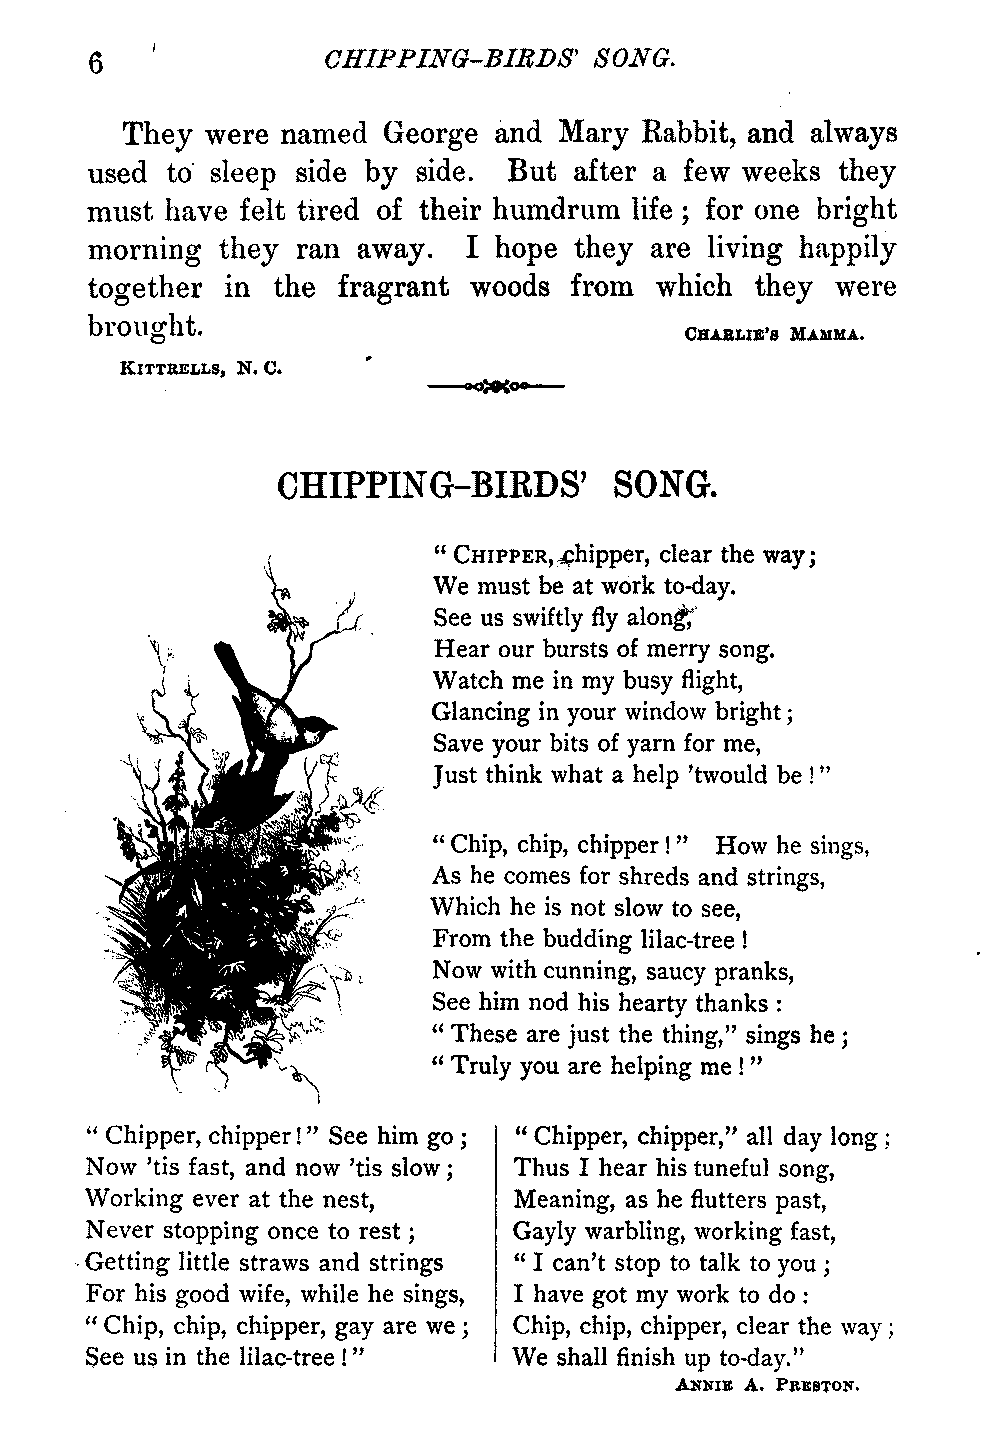 6 CHIPPING-BIRDS' SONG.
They were named George and Mary Rabbit, and always
used to sleep side by side. But after a few weeks they
must have felt tired of their humdrum life; for one bright
morning they ran away. I hope they are living happily
together in the fragrant woods from which they were
brought. CHARLIE'S MAMMA.
KITTRELLS, N. C.
CHIPPING-BIRDS' SONG.
"CHIPPER, chipper, clear the way;
We must be at work to-day.
See us swiftly fly along;
Hear our bursts of merry song.
Watch me in my busy flight,
Glancing in your window bright;
Save your bits of yarn for me,
Just think what a help 'twould be!"
"Chip, chip, chipper!" How he sings,
As he comes for shreds and strings,
Which he is not slow to see,
From the budding lilac-tree!
Now with cunning, saucy pranks,
See him nod his hearty thanks:
"These are just the thing," sings he;
"Truly you are helping me!"
"Chipper, chipper!" See him go;
Now 'tis fast, and now 'tis slow;
Working ever at the nest,
Never stopping once to rest;
Getting little straws and strings
For his good wife, while he sings,
"Chip, chip, chipper, gay are we;
See us in the lilac-tree!"
"Chipper, chipper," all day long;
Thus I hear his tuneful song,
Meaning, as he flutters past,
Gayly warbling, working fast,
"I can't stop to talk to you;
I have got my work to do:
Chip, chip, chipper, clear the way;
We shall finish up to-day."
ANNIE A. PRESTON.